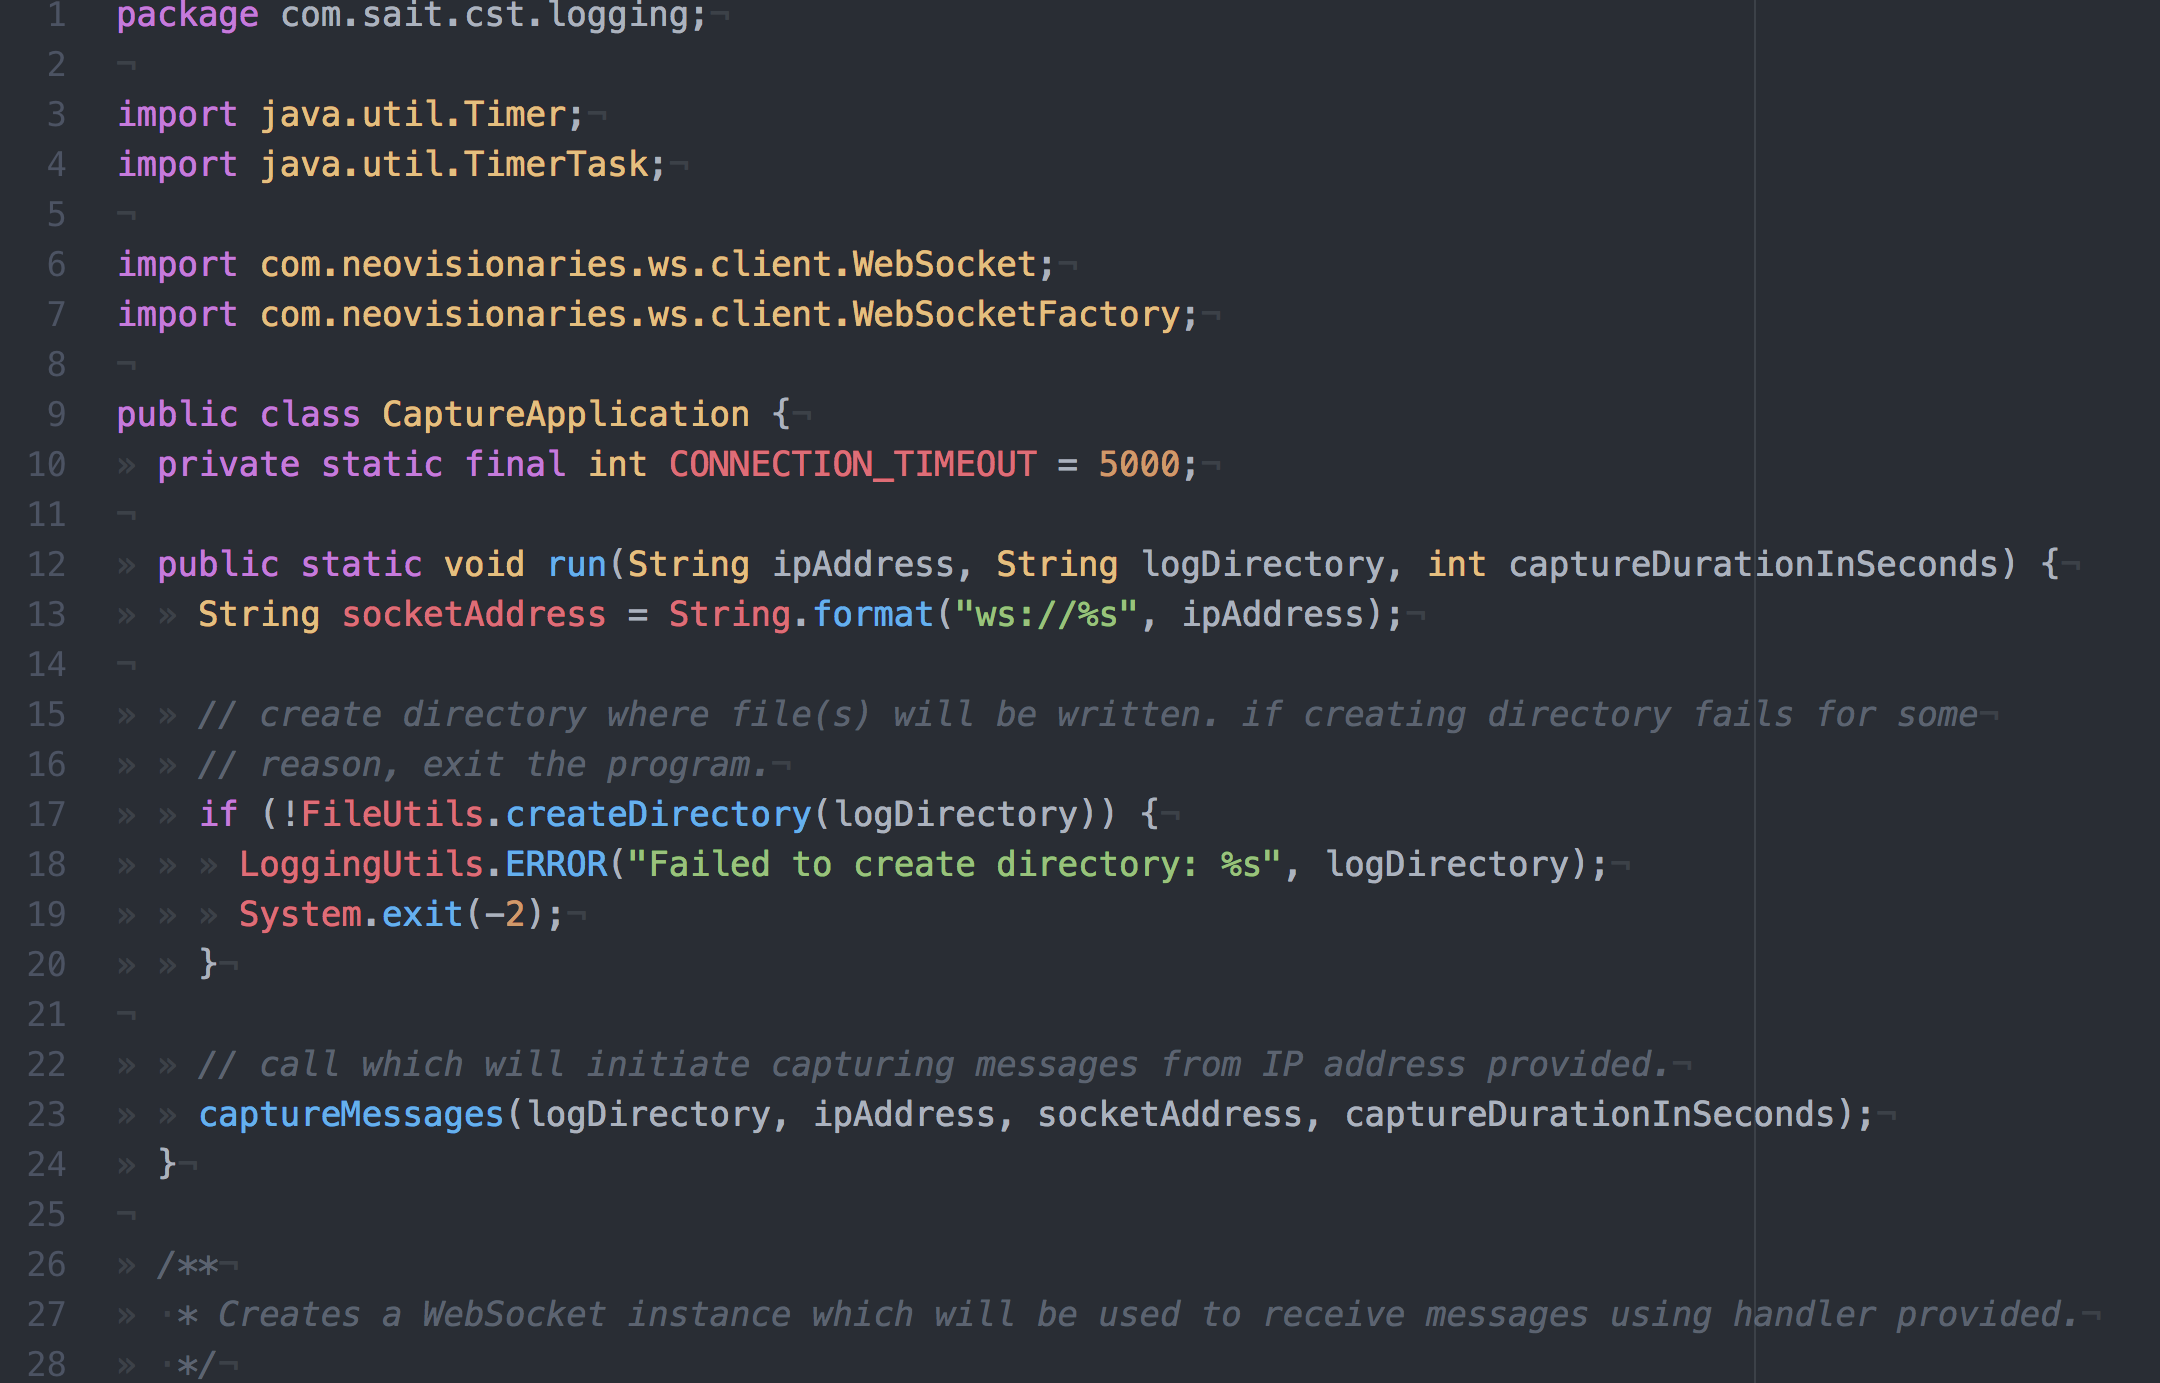 1 package com.sait.cst.logging;¬
2 ¬
3 import java.util.Timer;¬
4 import java.util.TimerTask;¬
5 ¬
6 import com.neovisionaries.ws.client.WebSocket;¬
7 import com.neovisionaries.ws.client.WebSocketFactory;¬
8 ¬
9 public class CaptureApplication {¬
10 » private static final int CONNECTION_TIMEOUT = 5000;¬
11 ¬
12 » public static void run(String ipAddress, String logDirectory, int captureDurationInSeconds) {¬
13 » » String socketAddress = String.format("ws://%s", ipAddress);¬
14 ¬
15 » » // create directory where file(s) will be written. if creating directory fails for some¬
16 » » // reason, exit the program.¬
17 » » if (!FileUtils.createDirectory(logDirectory)) {¬
18 » » » LoggingUtils.ERROR("Failed to create directory: %s", logDirectory);¬
19 » » » System.exit(-2);¬
20 » » }¬
21 ¬
22 » » // call which will initiate capturing messages from IP address provided.¬
23 » » captureMessages(logDirectory, ipAddress, socketAddress, captureDurationInSeconds);¬
24 » }¬
25 ¬
26 » /**¬
27 » ·* Creates a WebSocket instance which will be used to receive messages using handler provided.¬
28 » ·*/¬